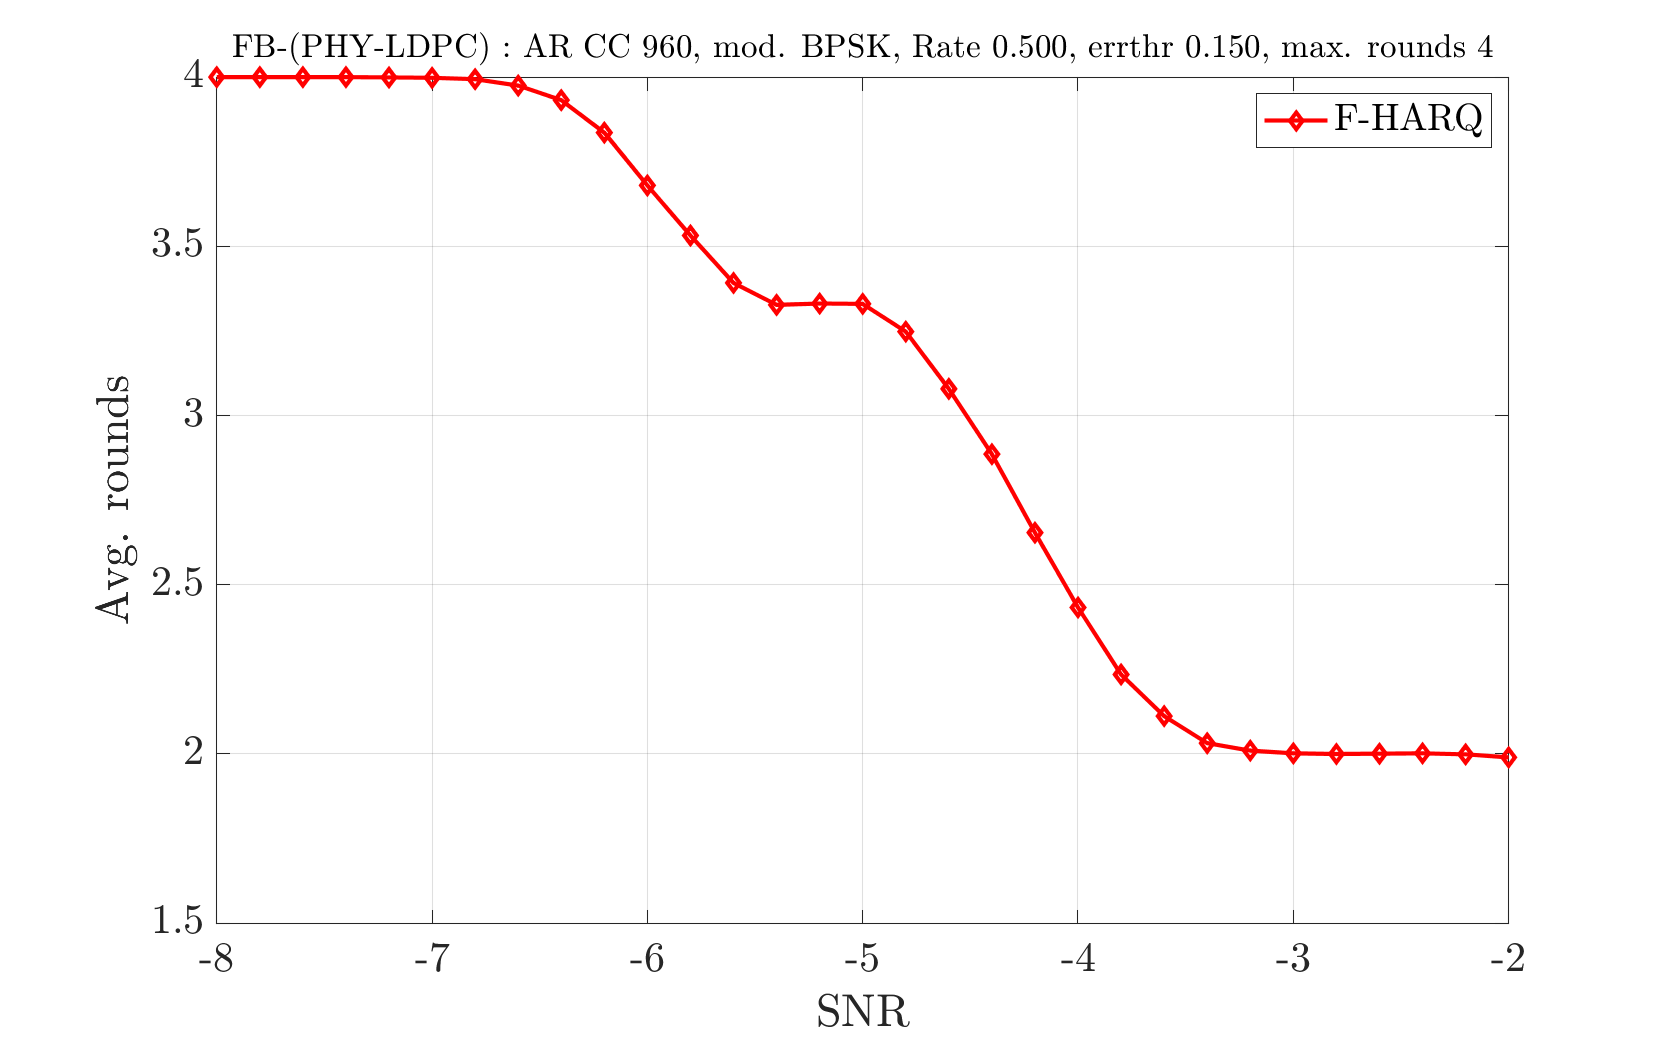 FB-(PHY-LDPC) : AR CC 960, mod. BPSK, Rate 0.500, errthr 0.150, max. rounds 4
F-HARQ
4
3.5
3
2.5
2
1.5
Avg. rounds
-8 -7 -6 -5 -4 -3 -2
SNR